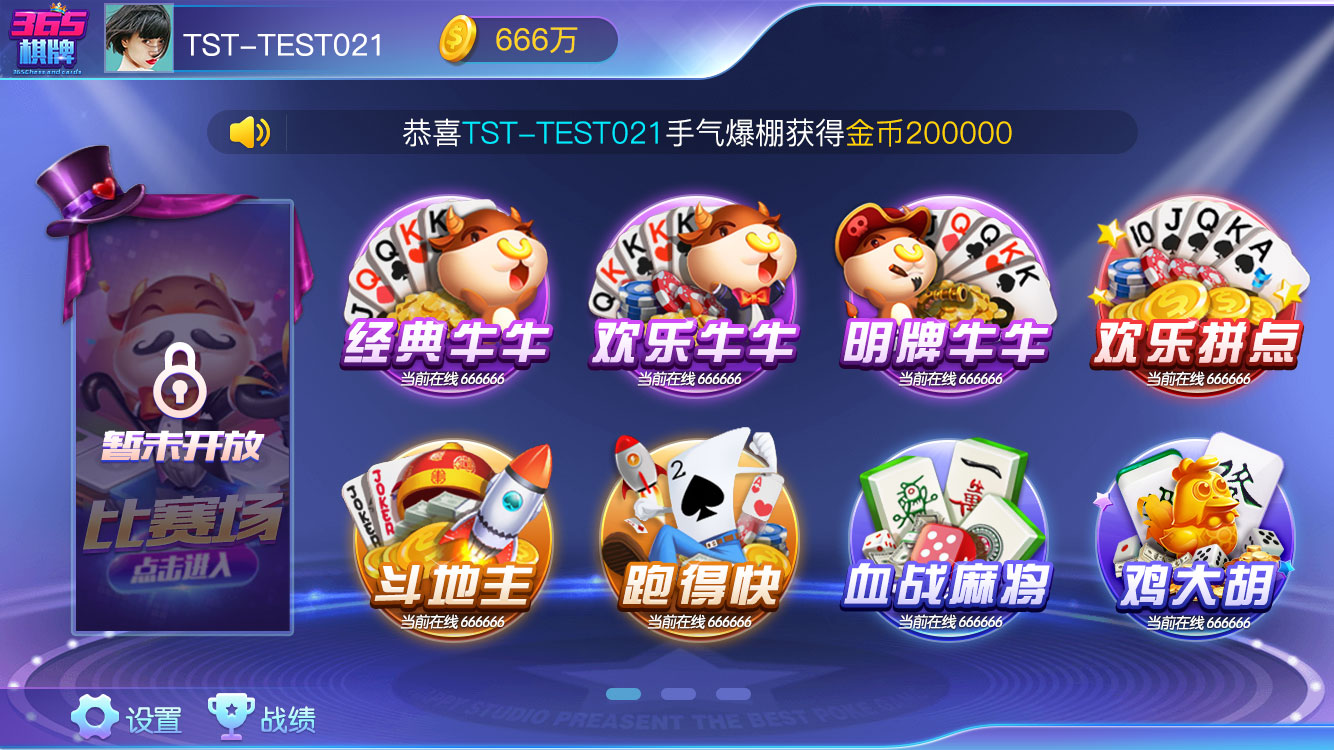 365
棋牌
365Chess and cards
TST-TEST021
666万
恭喜TST-TEST021手气爆棚获得金币200000
经典牛牛
当前在线 666666
欢乐牛牛
当前在线 666666
明牌牛牛
当前在线 666666
欢乐拼点
当前在线 666666
暂未开放
比赛场
点击进入
斗地主
当前在线 666666
跑得快
当前在线 666666
血战麻将
当前在线 666666
鸡大胡
当前在线 666666
设置
战绩
STUDIO PREASENT THE BEST